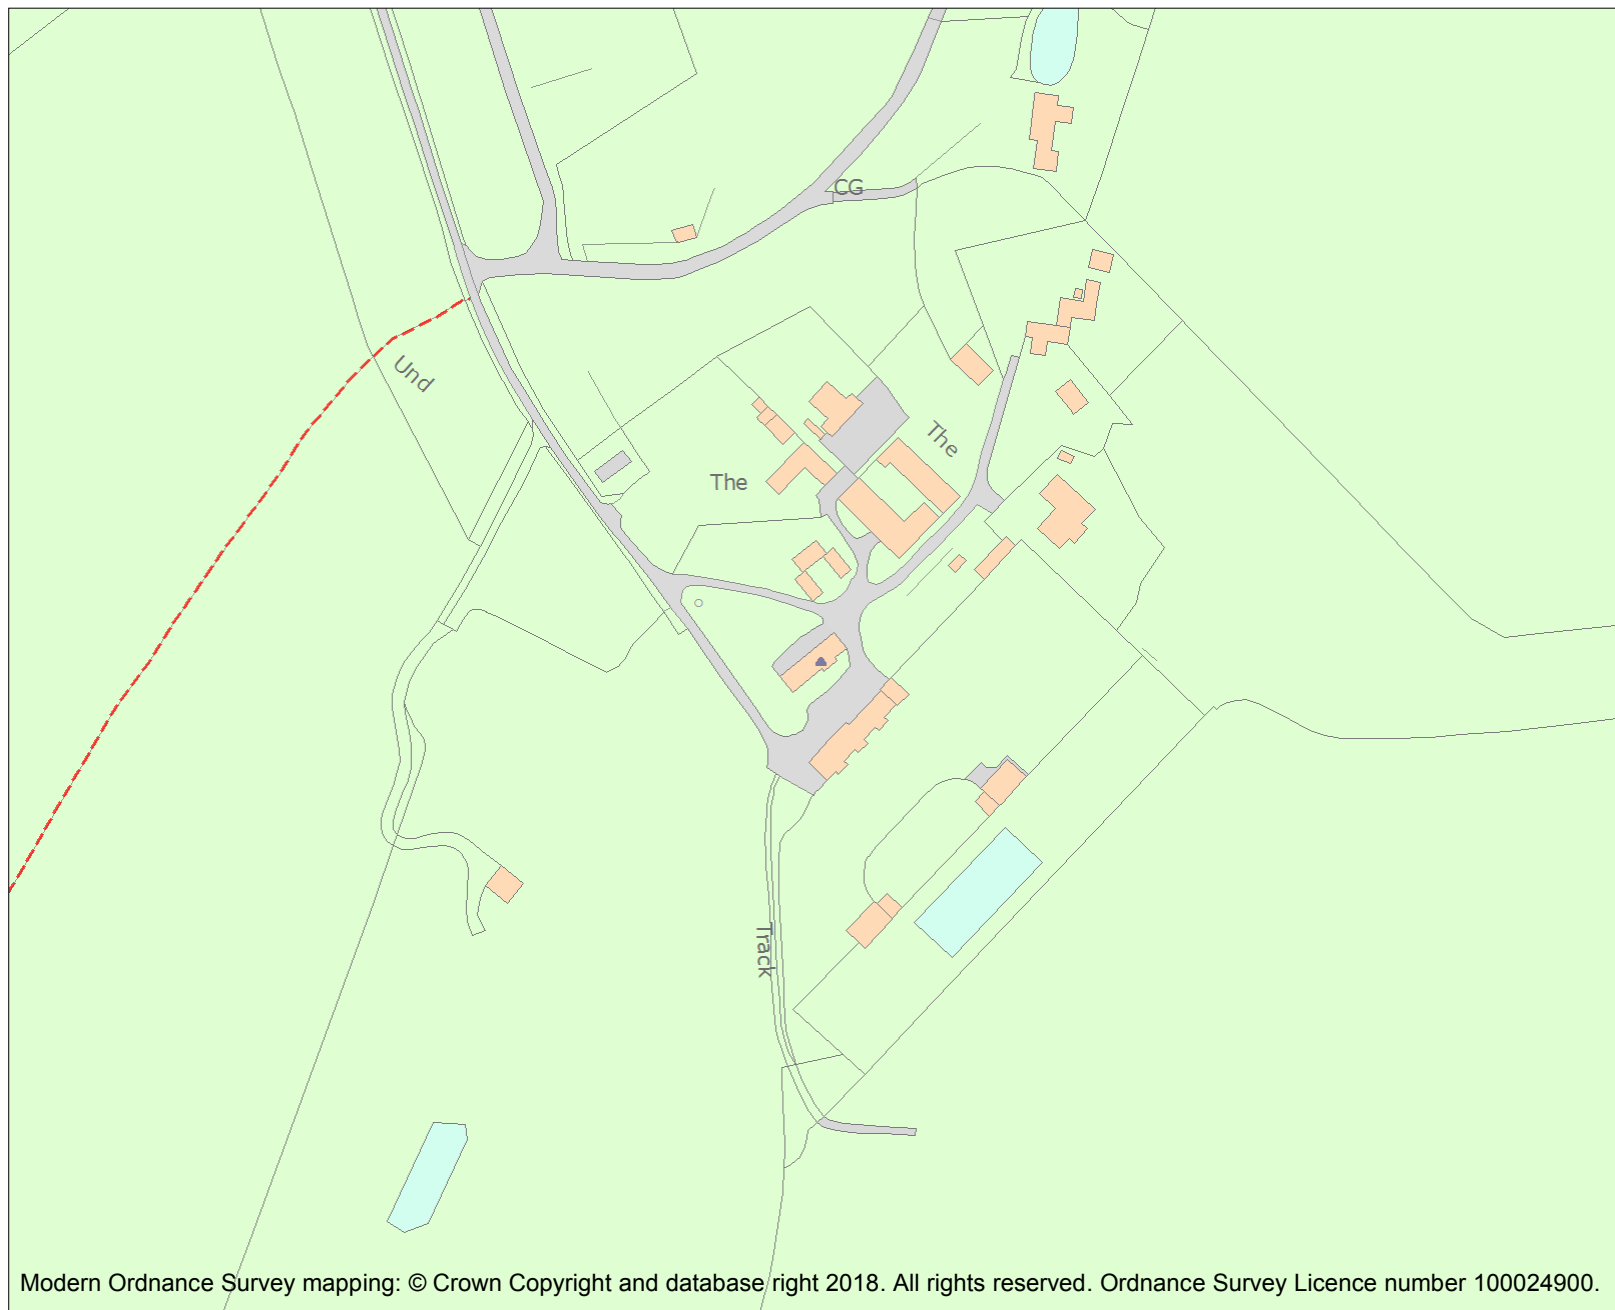 CG
Und
The
The
Track
Modern Ordnance Survey mapping: © Crown Copyright and database right 2018. All rights reserved. Ordnance Survey Licence number 100024900.